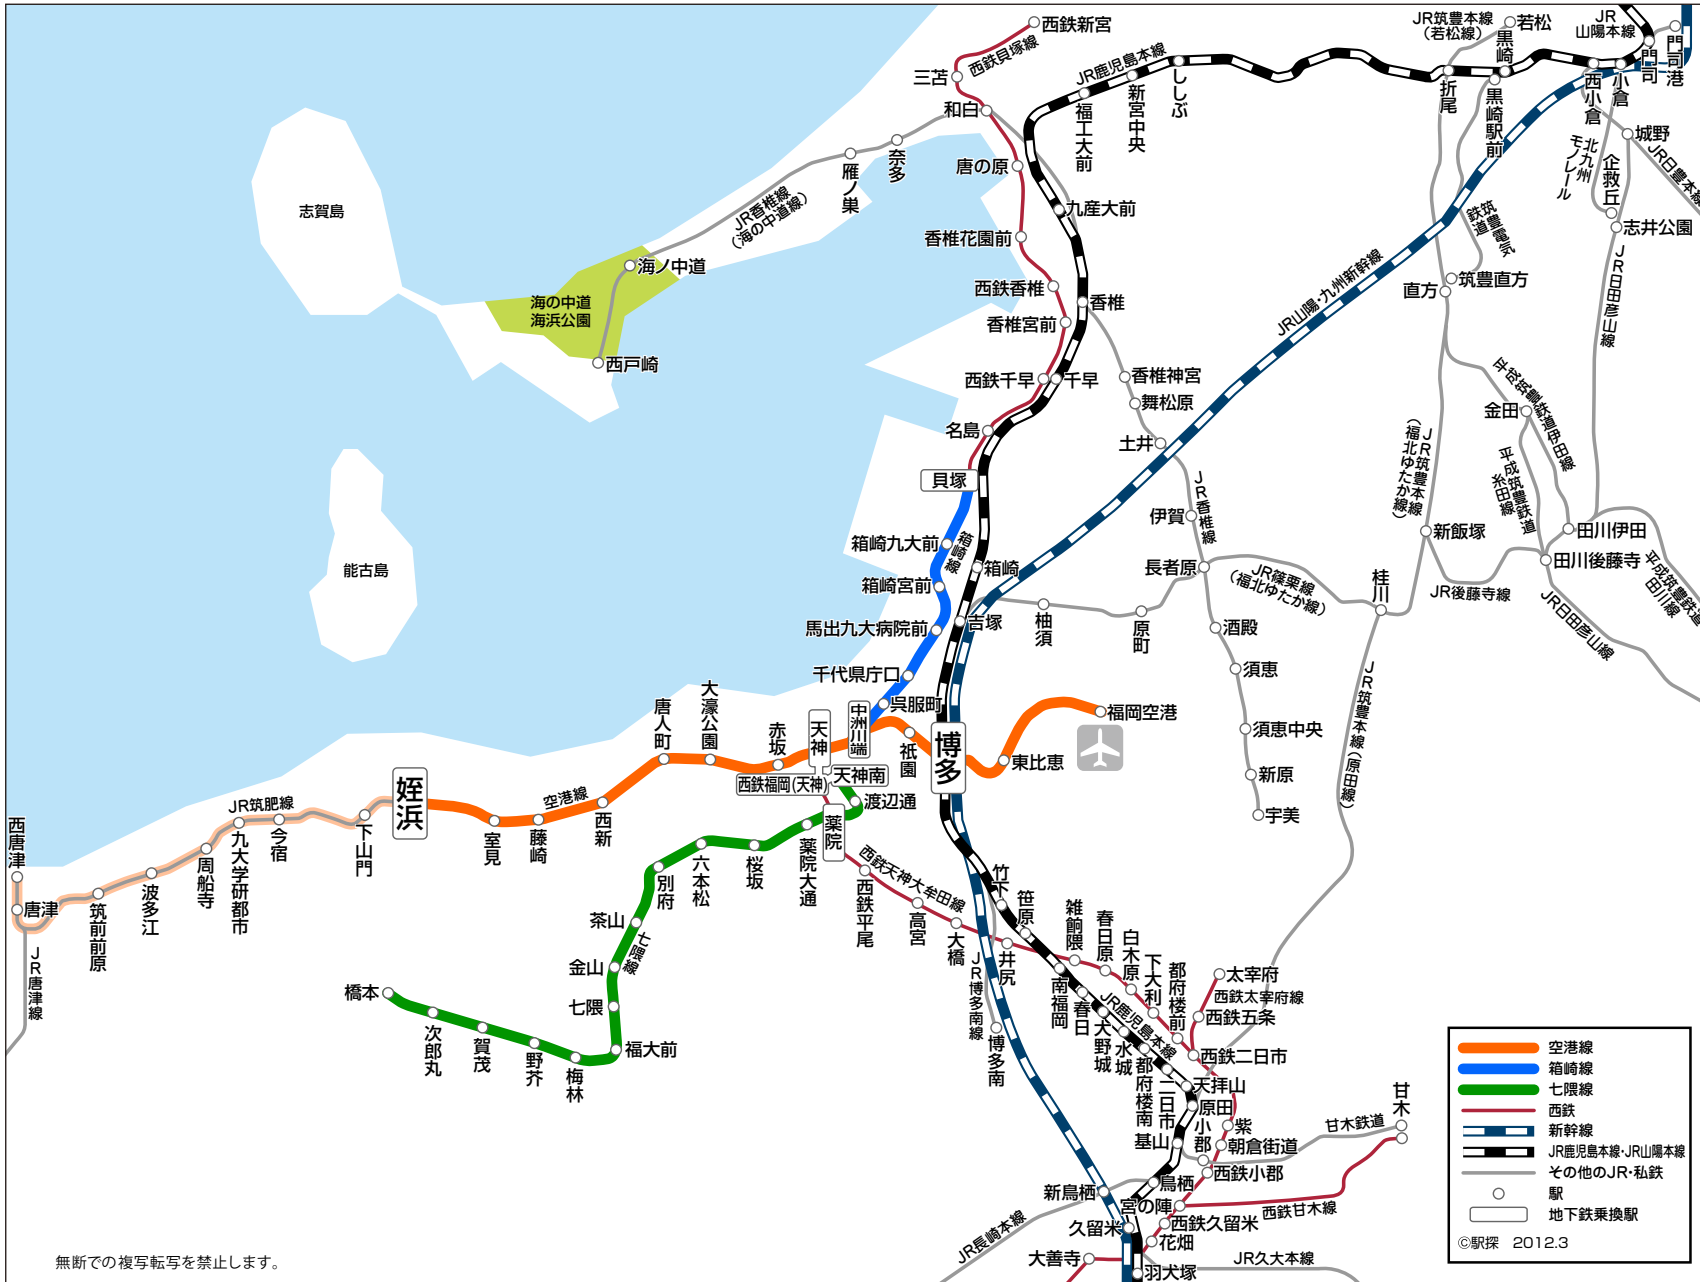 西鉄新宮
西鉄貝塚線
三苫
和白
唐の原
香椎花園前
西鉄香椎
香椎宮前
西鉄千早
名島
貝塚
JR鹿児島本線
福工大前
新宮中央
ししぶ
九産大前
香椎
千早
箱崎
吉塚
JR筑豊本線
（若松線）
若松
黒崎
JR
山陽本線
門司
門司港
折尾
黒崎駅前
西小倉
小倉
城野
JR日豊本線
北九州
モノレール
企救丘
志井公園
筑豊電気
鉄道
筑豊直方
直方
JR日田彦山線
JR山陽・九州新幹線
志賀島
海の中道
海浜公園
海ノ中道
西戸崎
JR香椎線
（海の中道線）
雁ノ巣
奈多
能古島
香椎神宮
舞松原
土井
伊賀
JR香椎線
長者原
酒殿
須恵
須恵中央
新原
宇美
柚須
原町
JR篠栗線
（福北ゆたか線）
桂川
JR筑豊本線
（福北ゆたか線）
新飯塚
JR後藤寺線
平成筑豊鉄道伊田線
金田
平成筑豊鉄道
糸田線
田川伊田
田川後藤寺
平成筑豊鉄道
田川線
JR日田彦山線
JR筑豊本線（原田線）
箱崎線
箱崎九大前
箱崎宮前
馬出九大病院前
千代県庁口
呉服町
中洲川端
祇園
博多
東比恵
福岡空港
天神
赤坂
大濠公園
唐人町
西新
空港線
藤崎
室見
姪浜
下山門
JR筑肥線
今宿
九大学研都市
周船寺
波多江
筑前前原
西唐津
唐津
JR唐津線
西鉄福岡(天神)
天神南
渡辺通
薬院
薬院大通
桜坂
六本松
別府
茶山
七隈線
金山
七隈
福大前
梅林
野芥
賀茂
次郎丸
橋本
西鉄天神大牟田線
西鉄平尾
高宮
大橋
井尻
雑餉隈
春日原
白木原
下大利
都府楼前
西鉄二日市
西鉄五条
太宰府
西鉄太宰府線
紫
朝倉街道
西鉄小郡
竹下
笹原
南福岡
春日
大野城
水城
都府楼南
二日市
天拝山
原田
基山
JR鹿児島本線
JR博多南線
博多南
小郡
甘木鉄道
甘木
西鉄甘木線
鳥栖
新鳥栖
JR長崎本線
宮の陣
久留米
西鉄久留米
花畑
大善寺
JR久大本線
羽犬塚
空港線
箱崎線
七隈線
西鉄
新幹線
JR鹿児島本線・JR山陽本線
その他のJR・私鉄
駅
地下鉄乗換駅
©駅探　2012.3
無断での複写転写を禁止します。